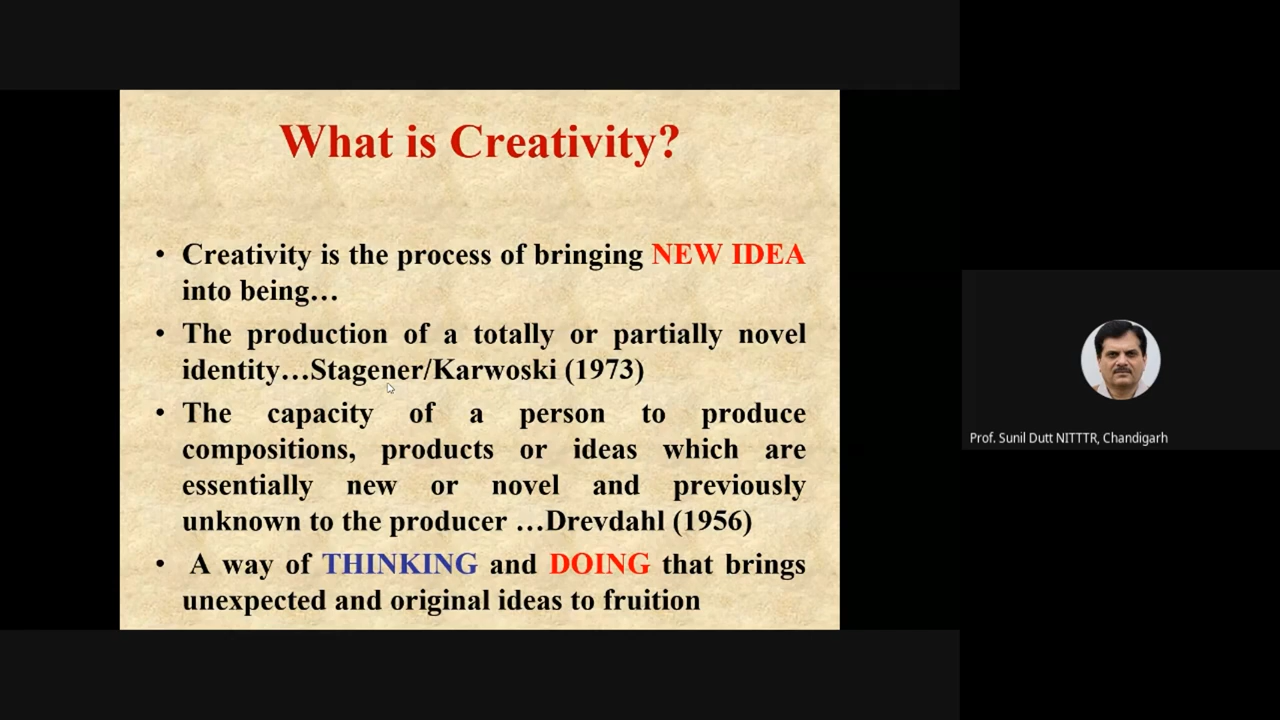 What is Creativity?
• Creativity is the process of bringing NEW IDEA
into being…
• The production of a totally or partially novel
identity…Stagener/Karwoski (1973)
• The capacity of a person to produce
compositions, products or ideas which are
essentially new or novel and previously
unknown to the producer …Drevdahl (1956)
• A way of THINKING and DOING that brings
unexpected and original ideas to fruition
Prof. Sunil Dutt NITTTR, Chandigarh